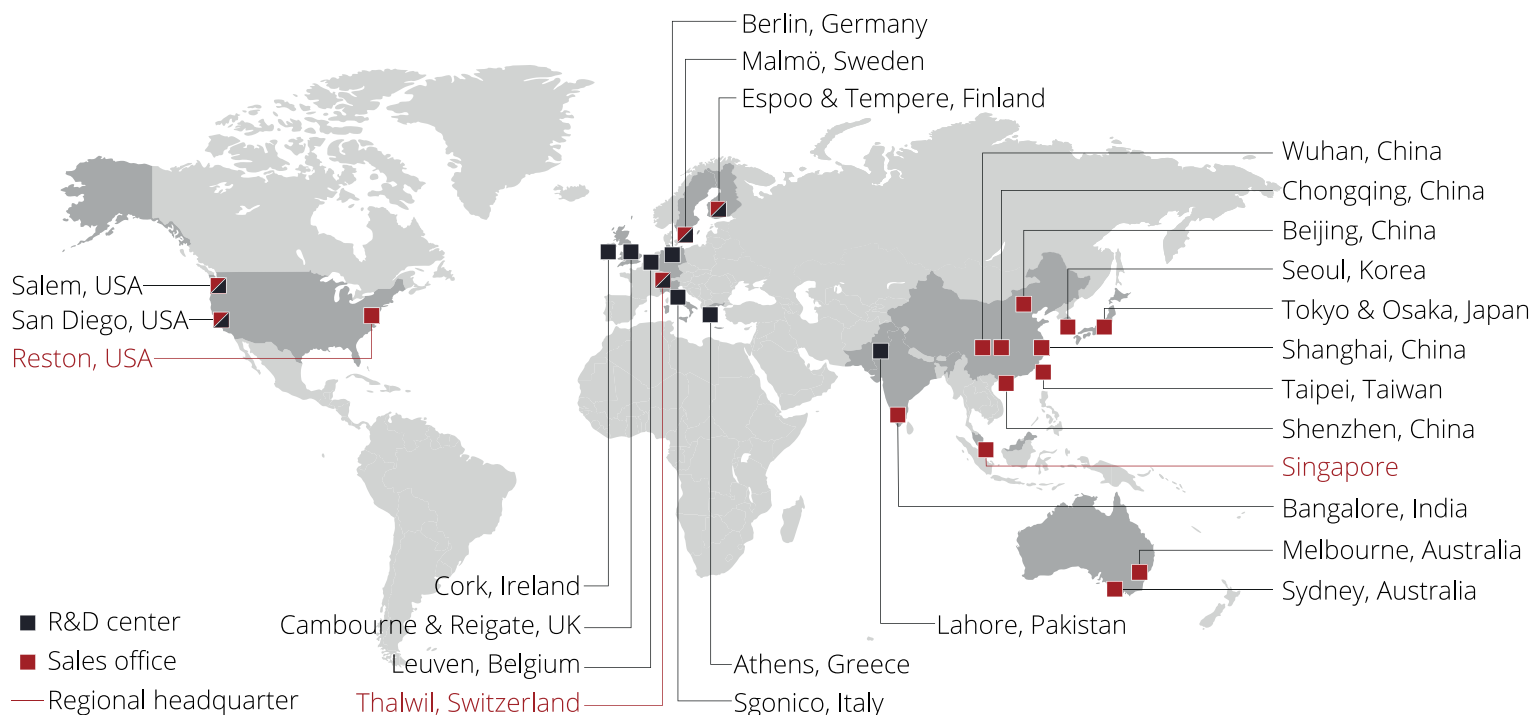 Berlin, Germany
Malmö, Sweden
Espoo & Tempere, Finland
Wuhan, China
Chongqing, China
Beijing, China
Seoul, Korea
Tokyo & Osaka, Japan
Shanghai, China
Taipei, Taiwan
Shenzhen, China
Singapore
Bangalore, India
Melbourne, Australia
Sydney, Australia
Salem, USA
San Diego, USA
Reston, USA
Cork, Ireland
Cambourne & Reigate, UK
Leuven, Belgium
Thalwil, Switzerland
Lahore, Pakistan
Athens, Greece
Sgonico, Italy
R&D center
Sales office
Regional headquarter